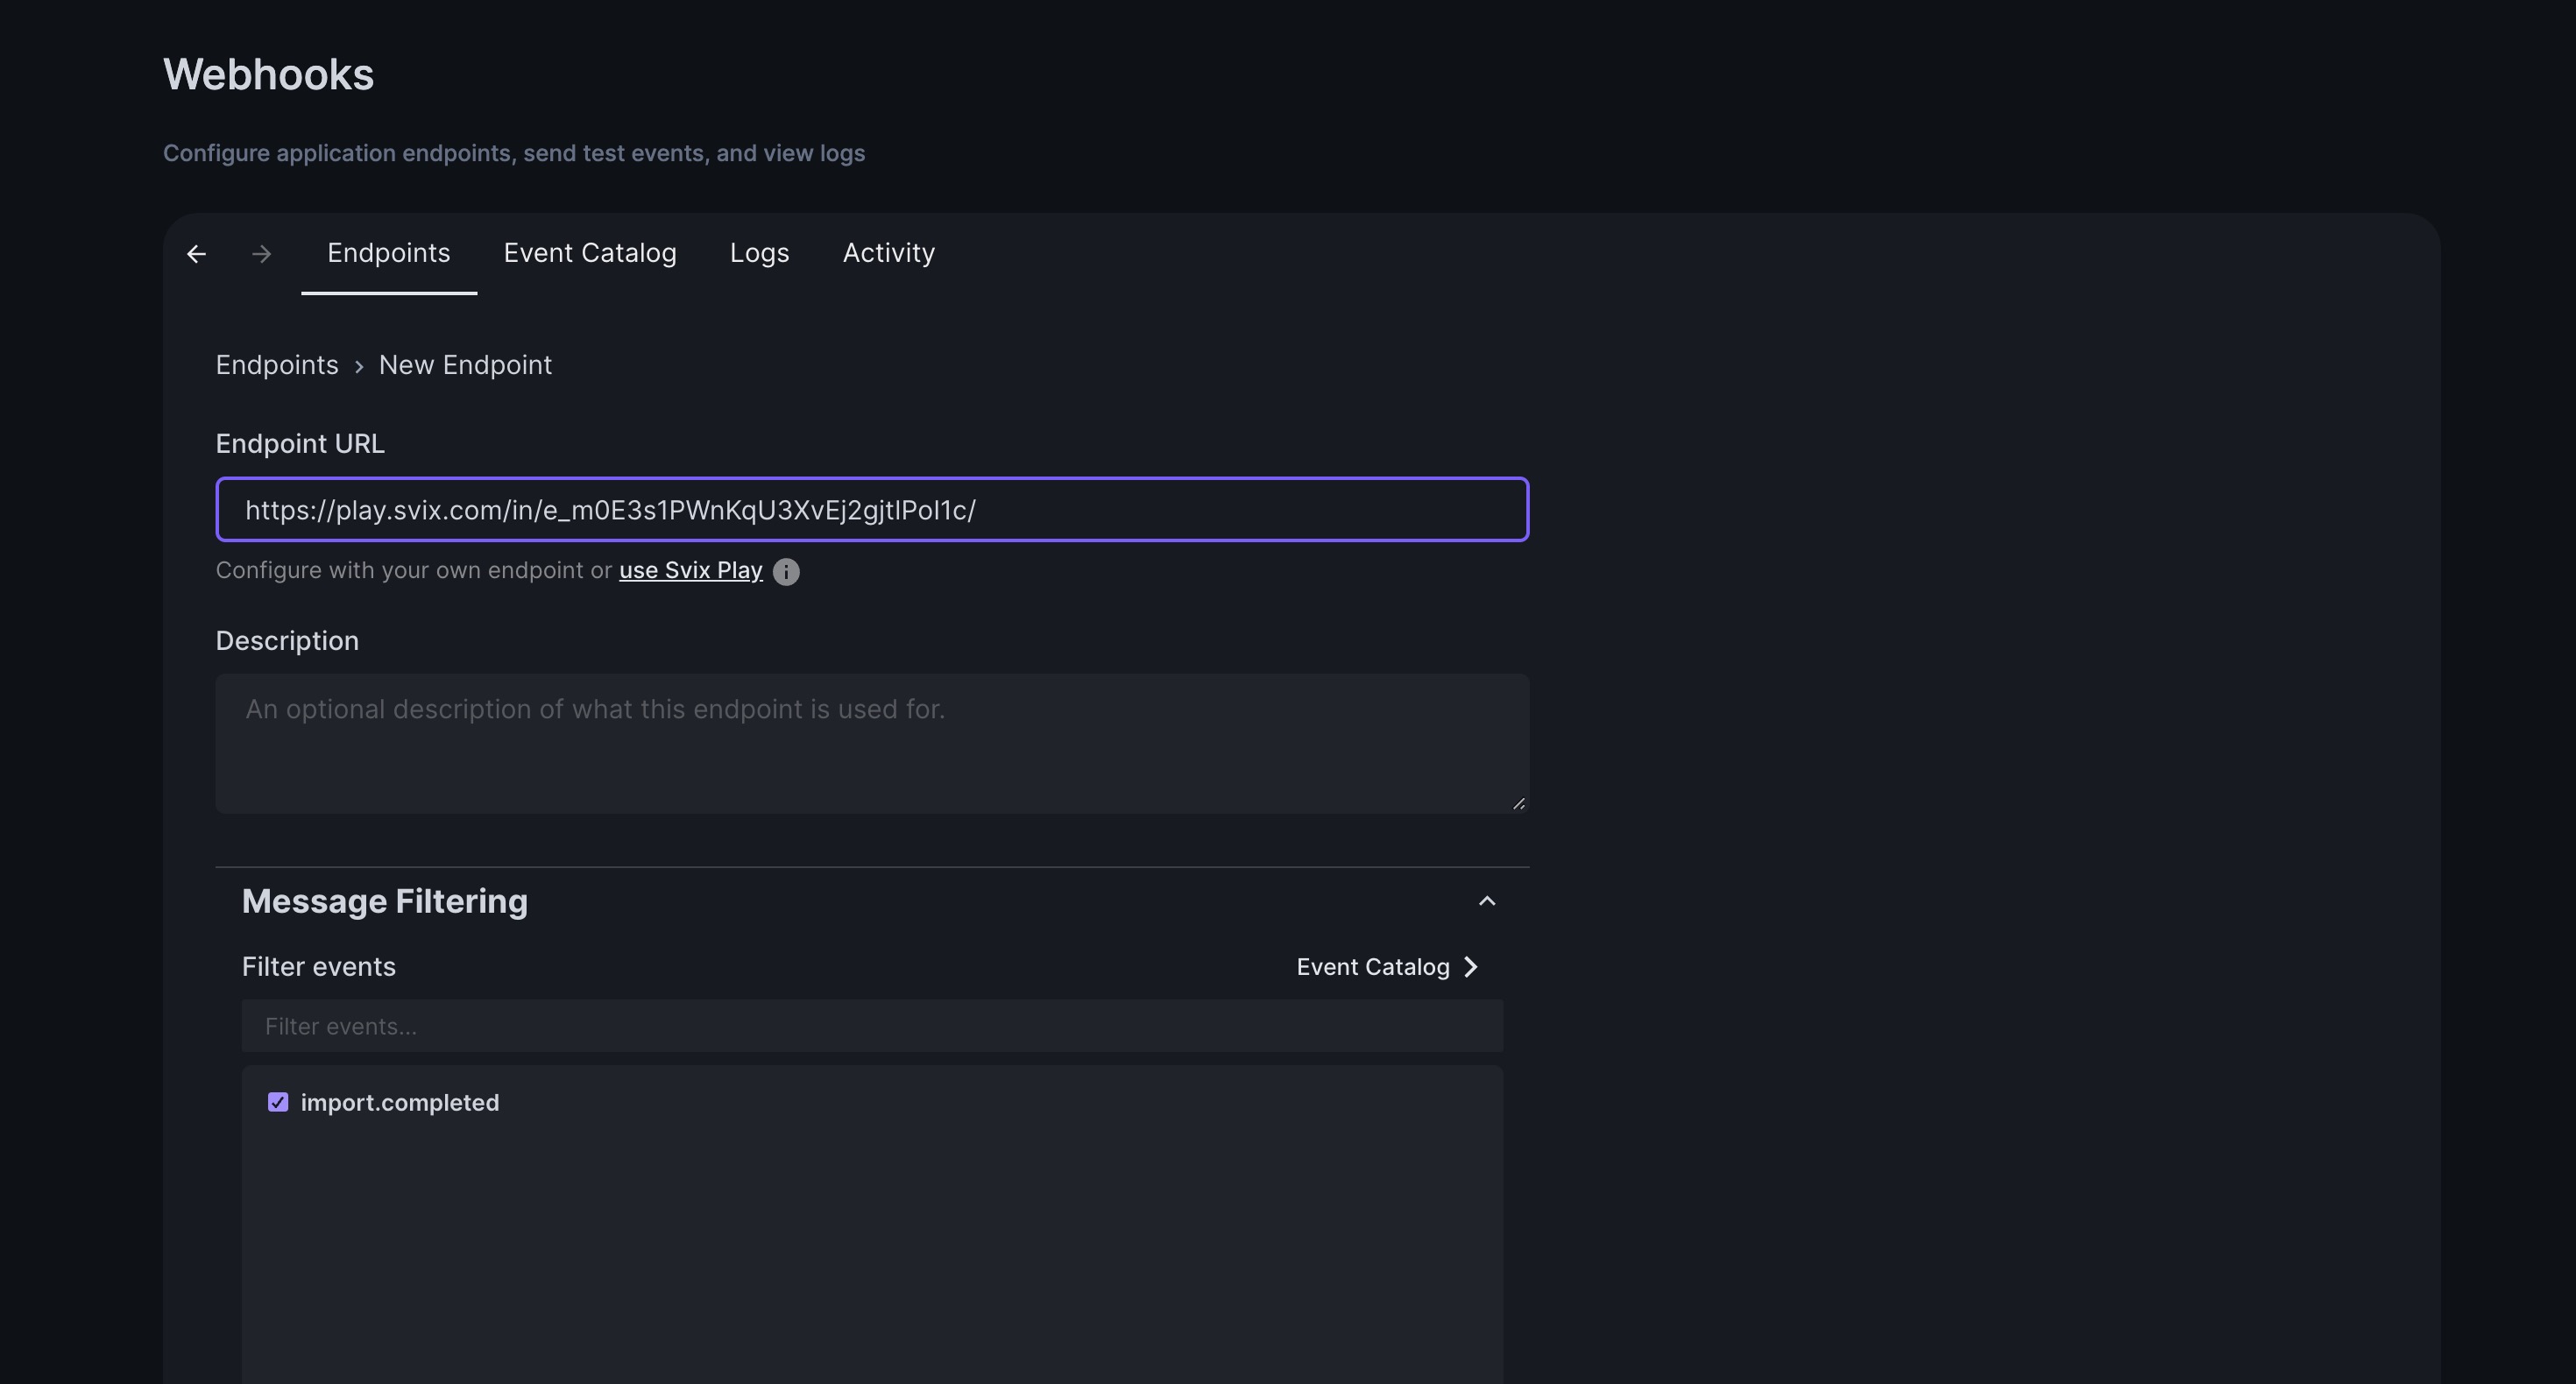 Webhooks
Configure application endpoints, send test events, and view logs
Endpoints Event Catalog Logs Activity
Endpoints › New Endpoint
Endpoint URL
https://play.svix.com/in/e_m0E3s1PWnKqU3XvEj2gjtlPol1c/
Configure with your own endpoint or use Svix Play
Description
An optional description of what this endpoint is used for.
Message Filtering
Filter events Event Catalog
Filter events...
import.completed